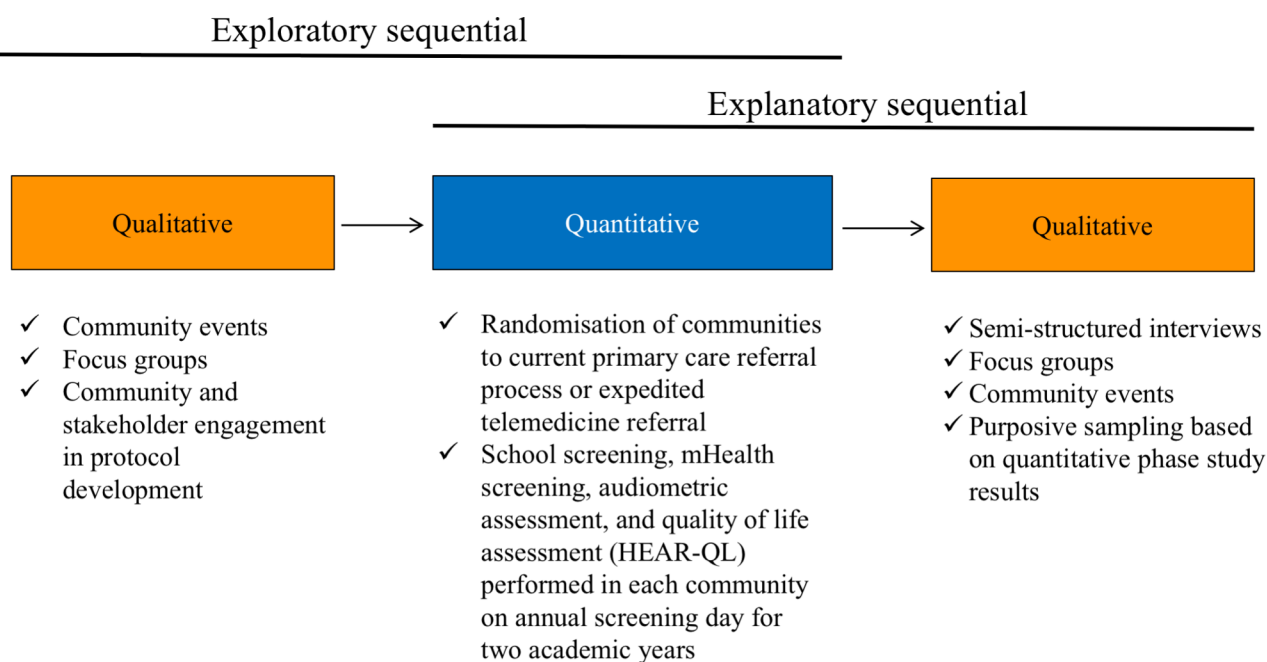 Exploratory sequential
Explanatory sequential
Qualitative
Quantitative
Qualitative
✓ Community events
✓ Focus groups
✓ Community and
stakeholder engagement
in protocol
development
✓ Randomisation of communities
to current primary care referral
process or expedited
telemedicine referral
✓ School screening, mHealth
screening, audiometric
assessment, and quality of life
assessment (HEAR-QL)
performed in each community
on annual screening day for
two academic years
✓ Semi-structured interviews
✓ Focus groups
✓ Community events
✓ Purposive sampling based
on quantitative phase study
results